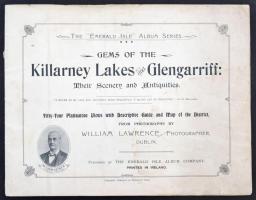 The "Emerald Isle" Album Series.
GEMS OF THE
Killarney Lakes and Glengarriff:
Their Scenery and Antiquities.
Fifty-Four Platinotone Views with Descriptive Guide and Map of the District,
FROM PHOTOGRAPHS BY
WILLIAM LAWRENCE, Photographer,
DUBLIN.
Published by THE EMERALD ISLE ALBUM COMPANY.
PRINTED IN IRELAND.